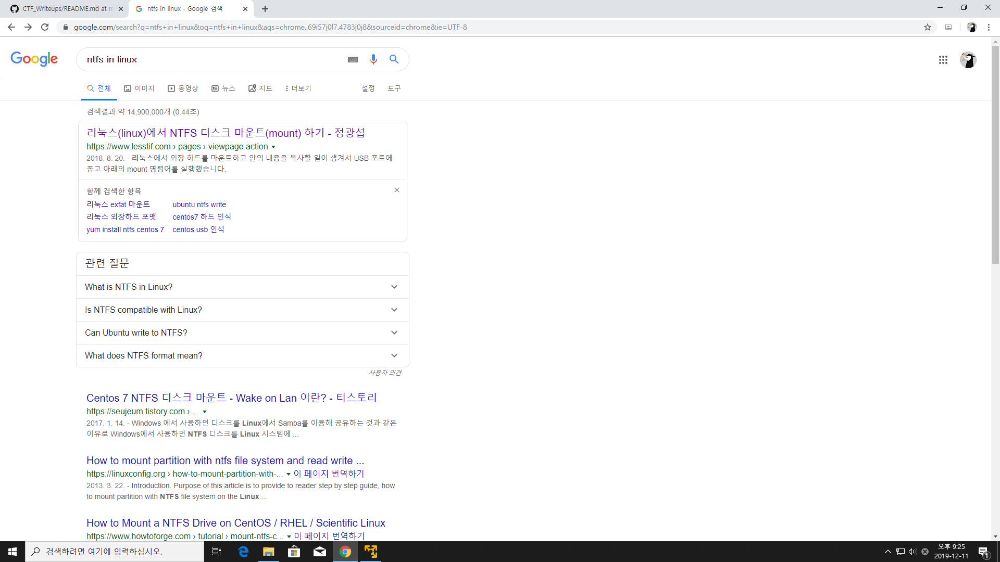 CTF_Writeups/README.md at m
ntfs in linux - Google 검색
google.com/search?q=ntfs+in+linux&oq=ntfs+in+linux&aqs=chrome..69i57j0l7.4783j0j8&sourceid=chrome&ie=UTF-8
Google
ntfs in linux
전체 이미지 동영상 뉴스 지도 더보기 설정 도구
검색결과 약 14,900,000개 (0.44초)
리눅스(linux)에서 NTFS 디스크 마운트(mount) 하기 - 정광섭
https://www.lesstif.com › pages › viewpage.action
2018. 8. 20. - 리눅스에서 외장 하드를 마운트하고 안의 내용을 복사할 일이 생겨서 USB 포트에
꼽고 아래의 mount 명령어를 실행했습니다.
함께 검색한 항목
리눅스 exfat 마운트 ubuntu ntfs write
리눅스 외장하드 포맷 centos7 하드 인식
yum install ntfs centos 7 centos usb 인식
관련 질문
What is NTFS in Linux?
Is NTFS compatible with Linux?
Can Ubuntu write to NTFS?
What does NTFS format mean?
사용자 의견
Centos 7 NTFS 디스크 마운트 - Wake on Lan 이란? - 티스토리
https://seujeum.tistory.com › ...
2017. 1. 14. - Windows 에서 사용하던 디스크를 Linux에서 Samba를 이용해 공유하는 것과 같은
이유로 Windows에서 사용하던 NTFS 디스크를 Linux 시스템에 ...
How to mount partition with ntfs file system and read write ...
https://linuxconfig.org › how-to-mount-partition-with-... 이 페이지 번역하기
2013. 3. 22. - Introduction. Purpose of this article is to provide to reader step by step guide, how
to mount partition with NTFS file system on the Linux ...
How to Mount a NTFS Drive on CentOS / RHEL / Scientific Linux
https://www.howtoforge.com › tutorial › mount-ntfs-c... 이 페이지 번역하기
검색하려면 여기에 입력하십시오.
오후 9:25
2019-12-11
1